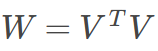 W = V^T V